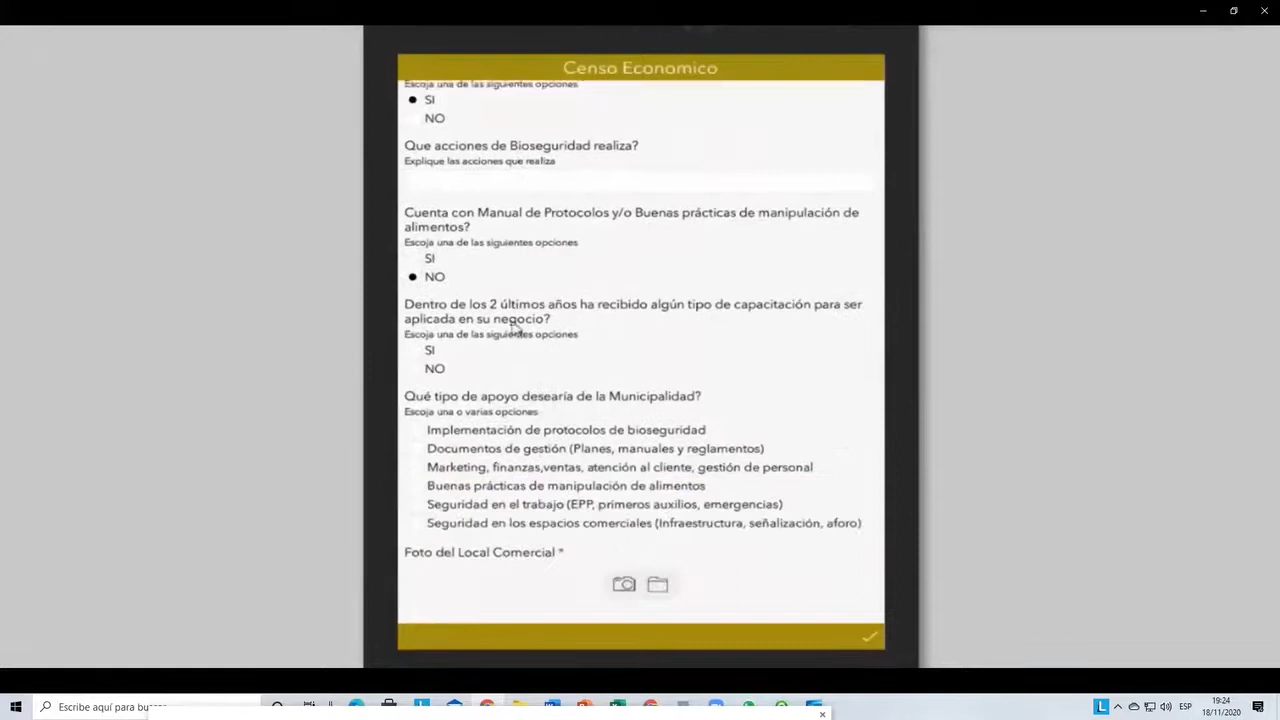 Censo Economico
Escoja una de las siguientes opciones
SI
NO
Que acciones de Bioseguridad realiza?
Explique las acciones que realiza
Cuenta con Manual de Protocolos y/o Buenas prácticas de manipulación de
alimentos?
Escoja una de las siguientes opciones
SI
NO
Dentro de los 2 últimos años ha recibido algún tipo de capacitación para ser
aplicada en su negocio?
Escoja una de las siguientes opciones
SI
NO
Qué tipo de apoyo desearía de la Municipalidad?
Escoja una o varias opciones
Implementación de protocolos de bioseguridad
Documentos de gestión (Planes, manuales y reglamentos)
Marketing, finanzas,ventas, atención al cliente, gestión de personal
Buenas prácticas de manipulación de alimentos
Seguridad en el trabajo (EPP, primeros auxilios, emergencias)
Seguridad en los espacios comerciales (Infraestructura, señalización, aforo)
Foto del Local Comercial *
Escribe aquí para bus
L
ESP
19:24
18/11/2020